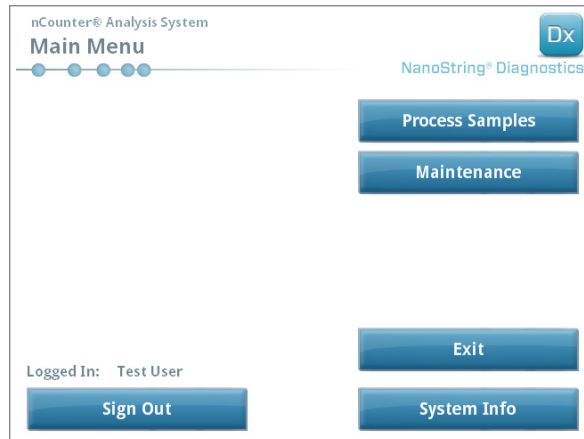 nCounter® Analysis System
Main Menu
Dx
NanoString® Diagnostics
Process Samples
Maintenance
Exit
Logged In: Test User
Sign Out
System Info